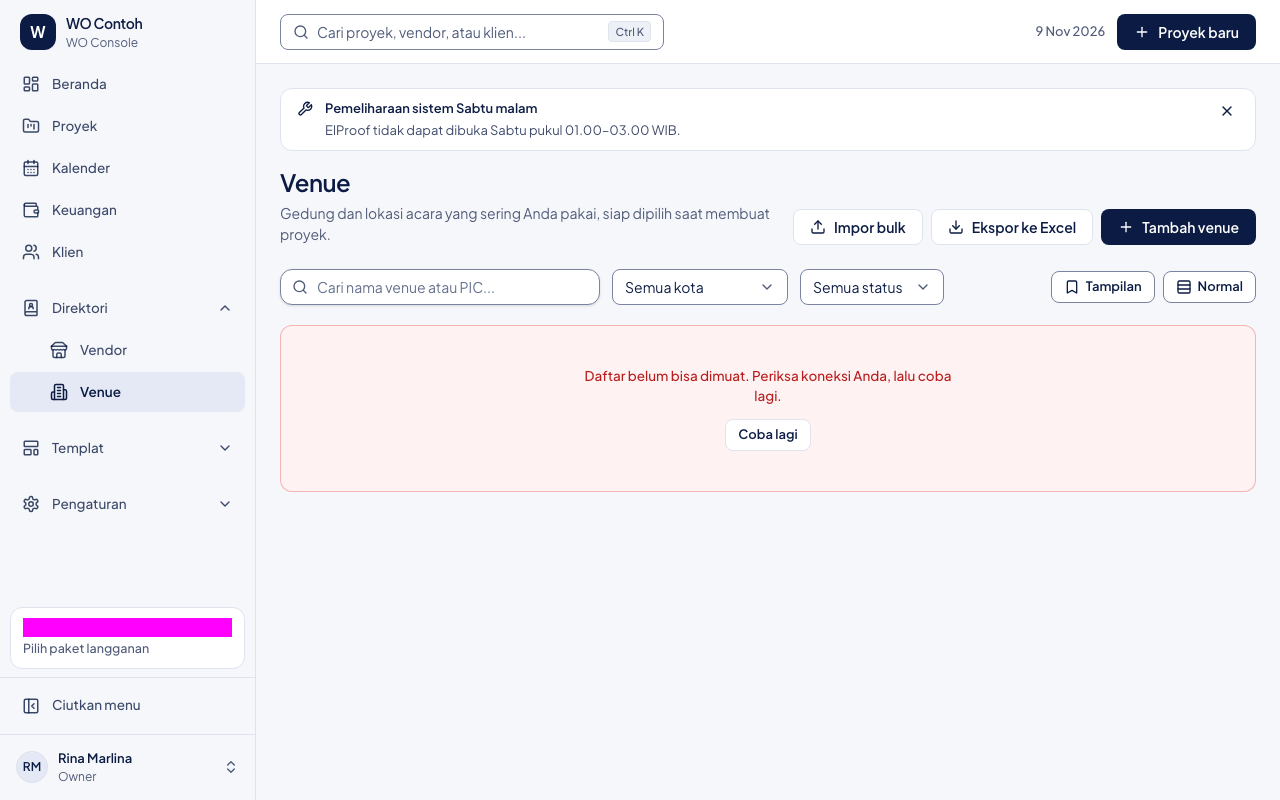 WO Contoh
WO Console
Beranda
Proyek
Kalender
Keuangan
Klien
Direktori
Vendor
Venue
Templat
Pengaturan
Pilih paket langganan
Ciutkan menu
RM
Rina Marlina
Owner
W
Cari proyek, vendor, atau klien...
Ctrl K
9 Nov 2026
Proyek baru
Pemeliharaan sistem Sabtu malam
ElProof tidak dapat dibuka Sabtu pukul 01.00–03.00 WIB.
Venue
Gedung dan lokasi acara yang sering Anda pakai, siap dipilih saat membuat
proyek.
Impor bulk
Ekspor ke Excel
Tambah venue
Cari nama venue atau PIC...
Semua kota
Semua status
Tampilan
Normal
Daftar belum bisa dimuat. Periksa koneksi Anda, lalu coba
lagi.
Coba lagi